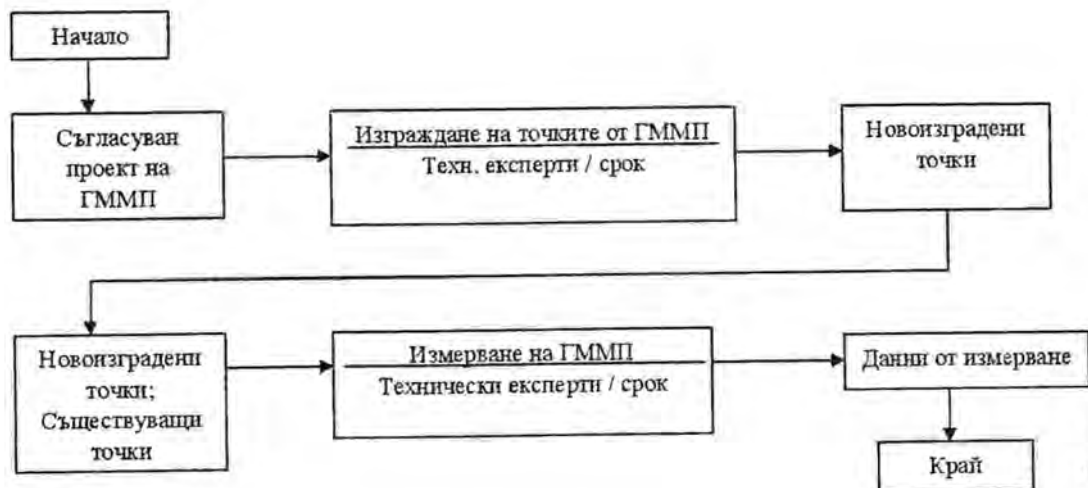 Начало
Съгласуван
проект на
ГММП
Изграждане на точките от ГММП
Техн. експерти / срок
Новоизградени
точки
Новоизградени
точки;
Съществуващи
точки
Измерване на ГММП
Технически експерти / срок
Данни от измерване
Край